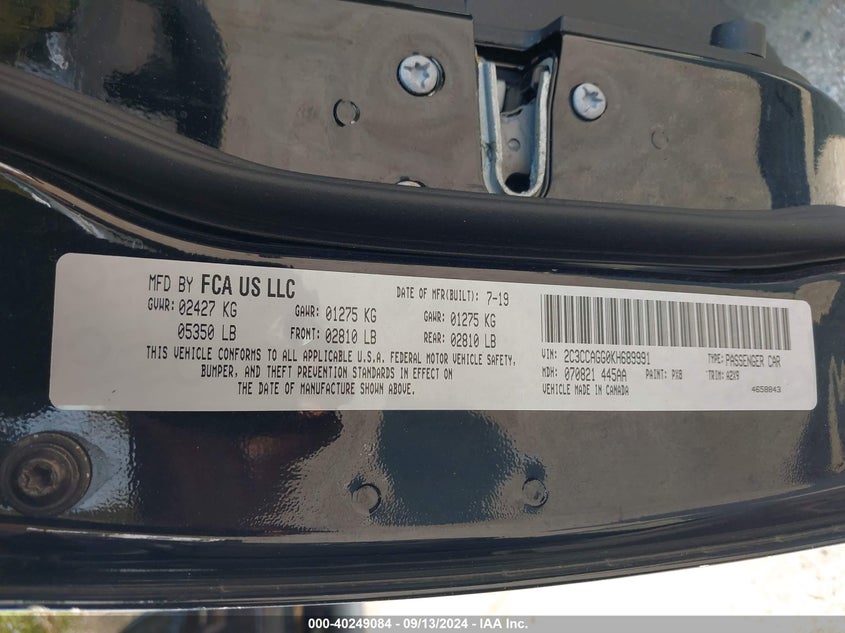 MFD BY FCA US LLC DATE OF MFR(BUILT): 7-19
GVWR: 02427 KG GAWR: 01275 KG GAWR: 01275 KG
05350 LB FRONT: 02810 LB REAR: 02810 LB
THIS VEHICLE CONFORMS TO ALL APPLICABLE U.S.A. FEDERAL MOTOR VEHICLE SAFETY,
BUMPER, AND THEFT PREVENTION STANDARDS IN EFFECT ON
THE DATE OF MANUFACTURE SHOWN ABOVE.
VIN: 2C3CCAGG0KH689991 TYPE: PASSENGER CAR
MDH: 070821 445AA PAINT: PX8 TRIM: A2X9
VEHICLE MADE IN CANADA 4658843
000-40249084 - 09/13/2024 - IAA Inc.